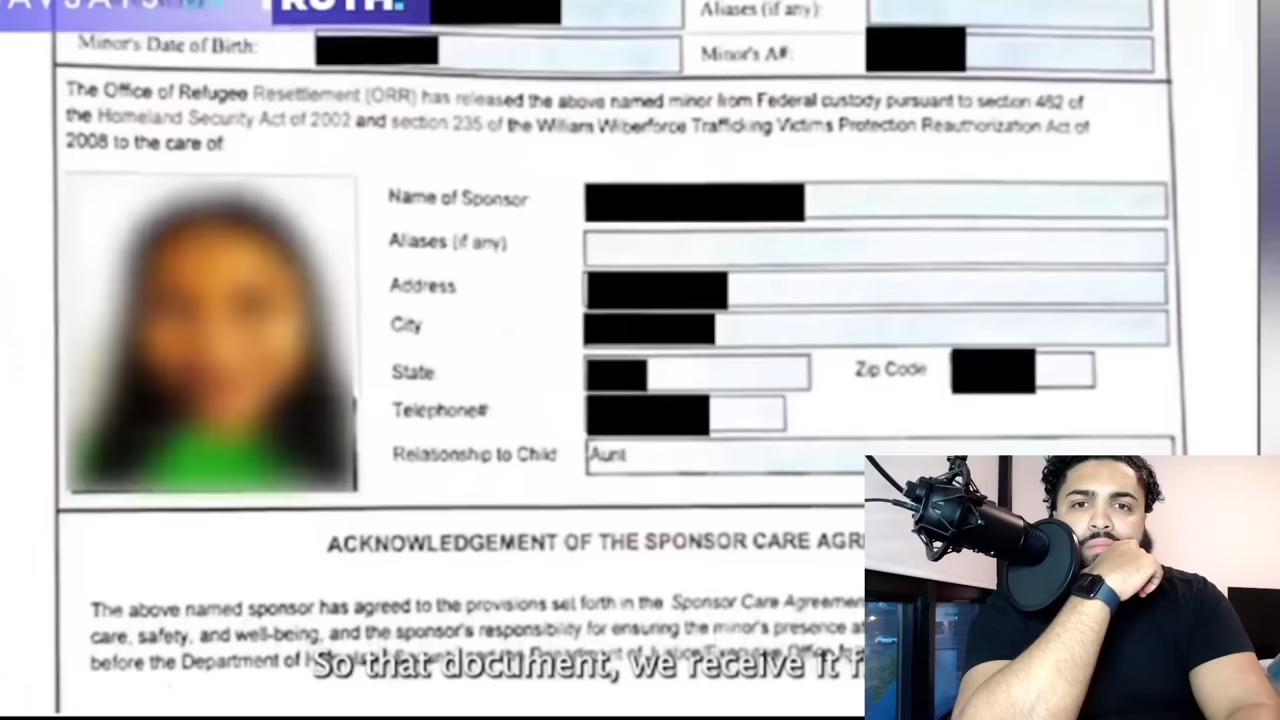 TRUTH.
Aliases (if any):
Minor's Date of Birth:
Minor's A#:
The Office of Refugee Resettlement (ORR) has released the above named minor from Federal custody pursuant to section 462 of
the Homeland Security Act of 2002 and section 235 of the William Wilberforce Trafficking Victims Protection Reauthorization Act of
2008 to the care of
Name of Sponsor
Aliases (if any)
Address
City
State
Zip Code
Telephone#
Relationship to Child
Aunt
ACKNOWLEDGEMENT OF THE SPONSOR CARE
The above named sponsor has agreed to the provisions set forth in the Sponsor Care
care, safety, and well-being, and the sponsor's responsibility for ensuring the minor's presence
before the Department of
So that document, we receive it